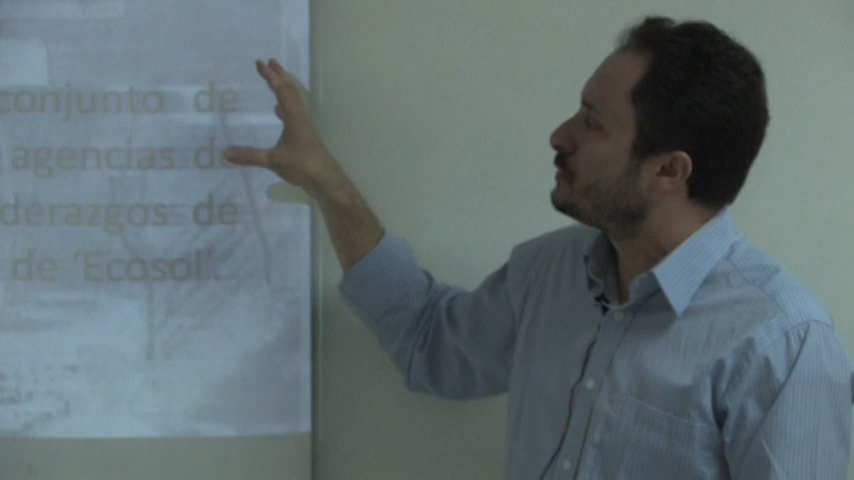 conjunto de
agencias de
derazgos de
de ‘Ecosol’.